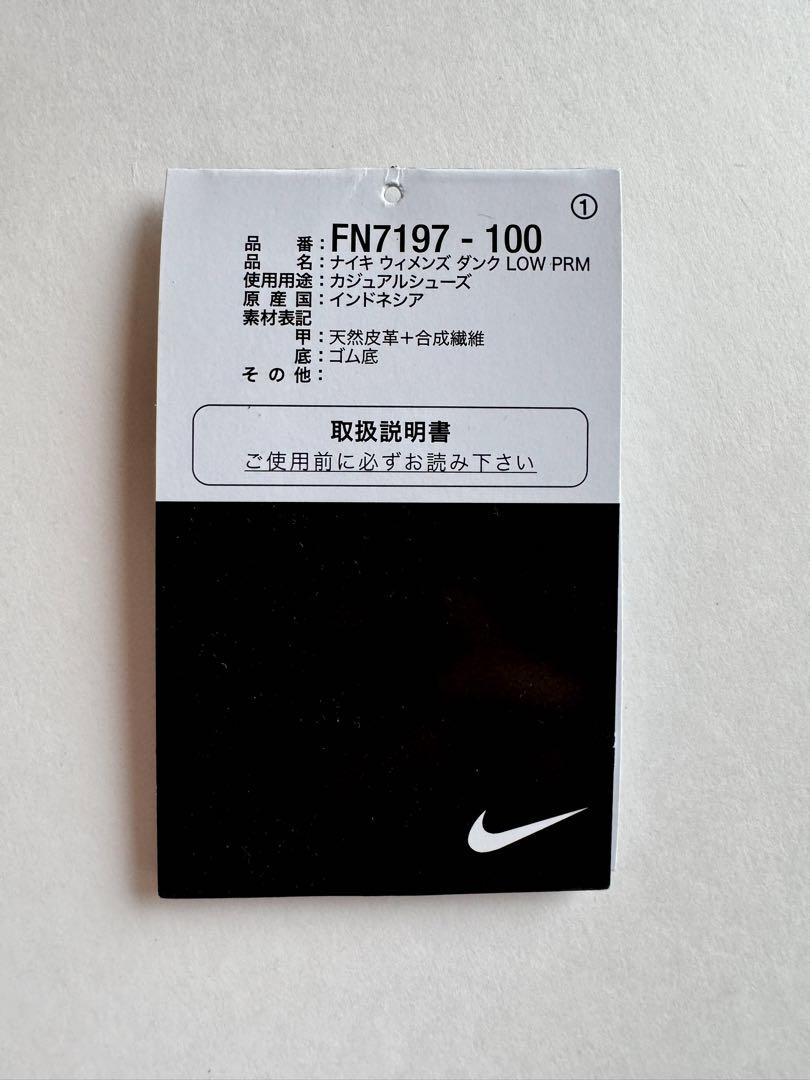 ①
品 番：FN7197 - 100
品 名：ナイキ ウィメンズ ダンク LOW PRM
使用用途：カジュアルシューズ
原 産 国：インドネシア
素材表記
甲：天然皮革＋合成繊維
底：ゴム底
そ の 他：
取扱説明書
ご使用前に必ずお読み下さい